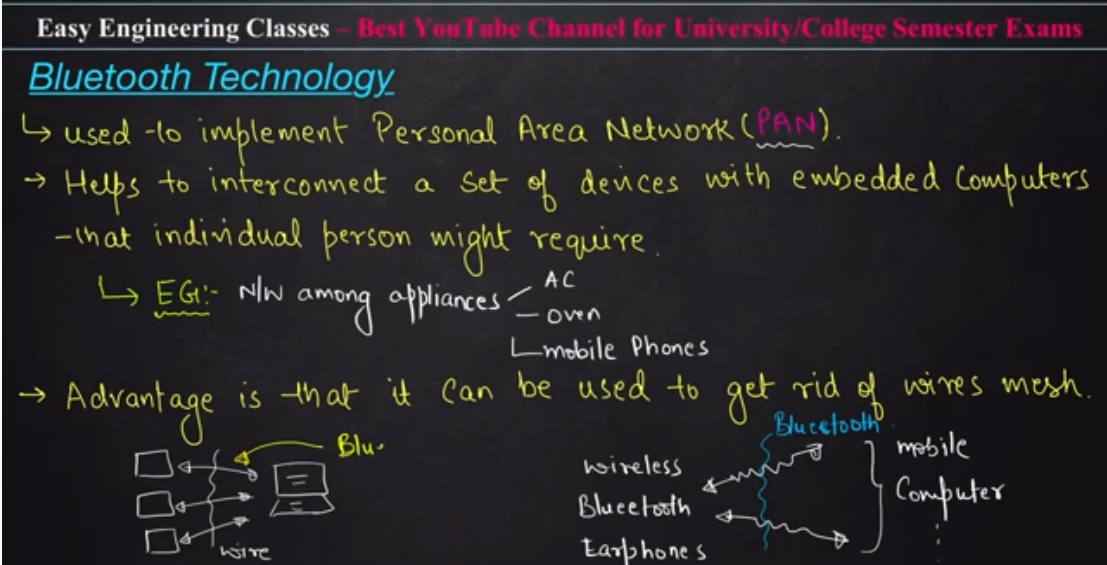 Easy Engineering Classes – Best YouTube Channel for University/College Semester Exams
Bluetooth Technology
↳ used to implement Personal Area Network (PAN).
→ Helps to interconnect a set of devices with embedded Computers
that individual person might require.
↳ EG:- N/W among appliances
AC
– oven
mobile Phones
→ Advantage is that it can be used to get rid of wires mesh.
Blu.
wire
Bluetooth
wireless
Blueetooth
Earphones
mobile
Computer